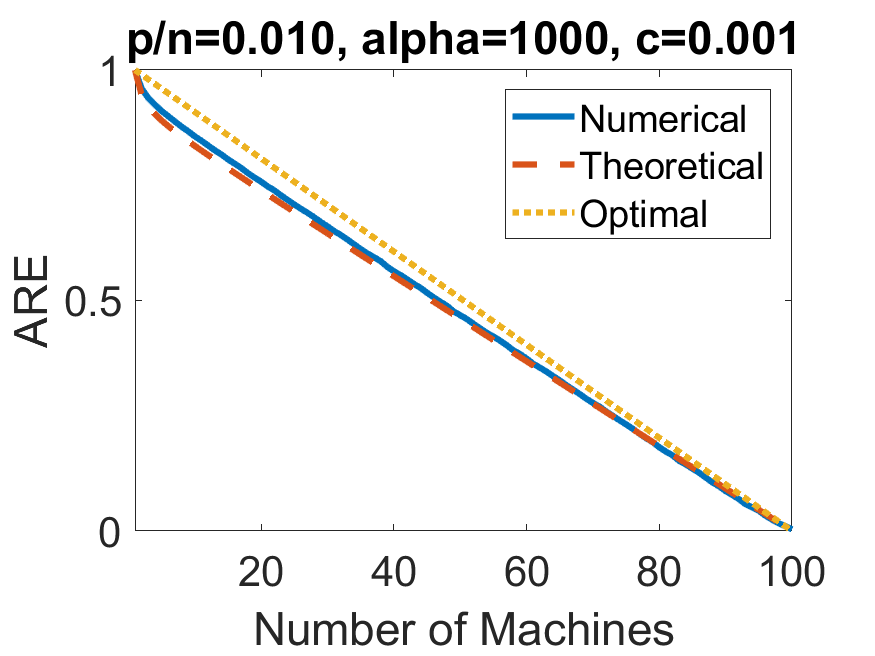 p/n=0.010, alpha=1000, c=0.001
1
0.5
0
ARE
Numerical
Theoretical
Optimal
20 40 60 80 100
Number of Machines